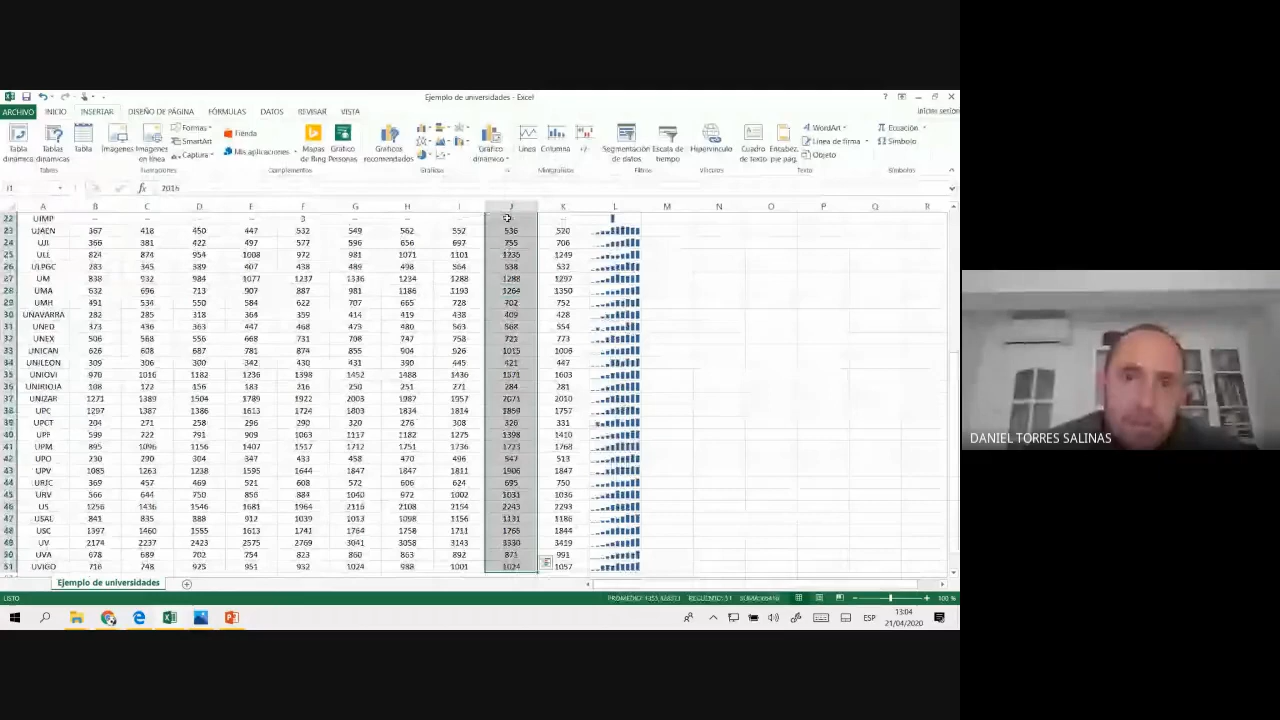 Ejemplo de universidades - Excel
ARCHIVO INICIO INSERTAR DISEÑO DE PÁGINA FÓRMULAS DATOS REVISAR VISTA Iniciar sesión
Tabla dinámica Tablas dinámicas Tabla Imágenes Imágenes en línea Formas SmartArt Captura Tienda Mis aplicaciones Mapas de Bing Gráfico Personas Gráficos recomendados Gráfico dinámico Línea Columna +/- Segmentación de datos Escala de tiempo Hipervínculo Cuadro de texto Encabez. pie pág. WordArt Línea de firma Objeto Ecuación Símbolo
Tablas Complementos Gráficos Minigráficos Filtros Vínculos Texto Símbolos
J1 fx 2016
A B C D E F G H I J K L M N O P Q R
22 UIMP -- -- -- -- 3 -- -- -- --
23 UJAEN 367 418 450 447 532 549 562 552 536 520
24 UJI 366 381 422 497 577 596 656 697 755 706
25 ULL 824 874 954 1008 972 981 1071 1101 1235 1249
26 ULPGC 283 345 389 407 438 489 498 564 538 532
27 UM 838 932 984 1077 1237 1336 1234 1288 1288 1297
28 UMA 632 696 713 907 887 981 1186 1193 1264 1350
29 UMH 491 534 550 584 622 707 665 728 702 752
30 UNAVARRA 282 285 318 364 359 414 419 438 409 428
31 UNED 373 436 363 447 468 473 480 563 568 554
32 UNEX 506 568 556 668 731 708 747 758 721 773
33 UNICAN 626 608 687 781 874 855 904 926 1015 1006
34 UNILEON 309 306 300 342 430 431 390 445 421 447
35 UNIOVI 970 1016 1182 1236 1398 1452 1488 1436 1571 1603
36 UNIRIOJA 108 122 156 183 216 250 251 271 284 281
37 UNIZAR 1271 1389 1504 1789 1922 2003 1987 1957 2071 2010
38 UPC 1297 1387 1386 1613 1724 1803 1834 1814 1869 1757
39 UPCT 204 271 258 296 290 320 276 308 326 331
40 UPF 599 722 791 909 1063 1117 1182 1275 1398 1410
41 UPM 895 1096 1156 1407 1517 1712 1735 1771 1723 1768
42 UPO 230 290 304 347 433 458 470 496 547 513
43 UPV 1085 1263 1238 1595 1644 1847 1847 1811 1906 1847
44 URJC 369 457 469 521 608 572 606 624 695 750
45 URV 566 644 750 856 884 1040 972 1002 1031 1036
46 US 1256 1436 1546 1681 1964 2116 2108 2154 2243 2293
47 USAL 841 835 888 912 1039 1013 1098 1156 1131 1186
48 USC 1397 1460 1555 1613 1741 1744 1758 1711 1765 1844
49 UV 2174 2237 2423 2575 2769 3041 3058 3143 3330 3419
50 UVA 678 689 702 754 823 860 863 892 871 991
51 UVIGO 716 748 925 951 932 1024 988 1001 1024 1057
Ejemplo de universidades
LISTO 100 %
ESP 13:04
21/04/2020
DANIEL TORRES SALINAS